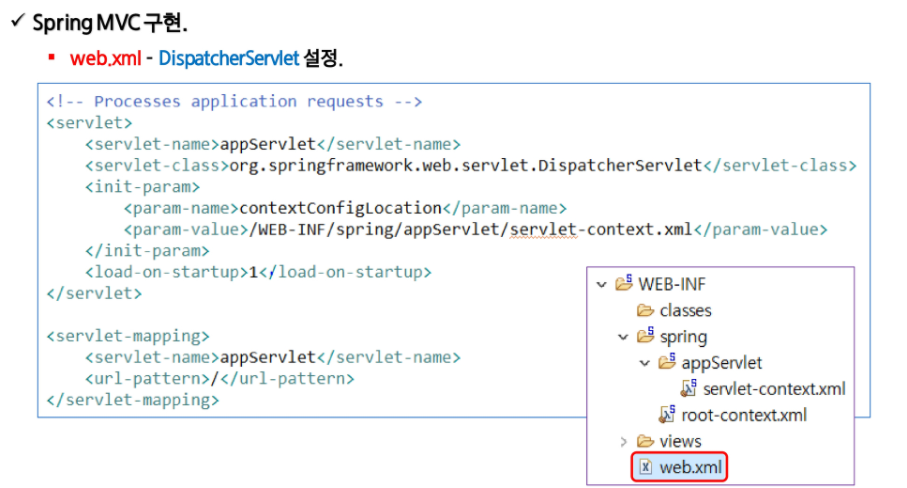 ✓ Spring MVC 구현.
▪ web.xml - DispatcherServlet 설정.
<!-- Processes application requests -->
<servlet>
    <servlet-name>appServlet</servlet-name>
    <servlet-class>org.springframework.web.servlet.DispatcherServlet</servlet-class>
    <init-param>
        <param-name>contextConfigLocation</param-name>
        <param-value>/WEB-INF/spring/appServlet/servlet-context.xml</param-value>
    </init-param>
    <load-on-startup>1</load-on-startup>
</servlet>

<servlet-mapping>
    <servlet-name>appServlet</servlet-name>
    <url-pattern>/</url-pattern>
</servlet-mapping>
WEB-INF
classes
spring
appServlet
servlet-context.xml
root-context.xml
views
web.xml